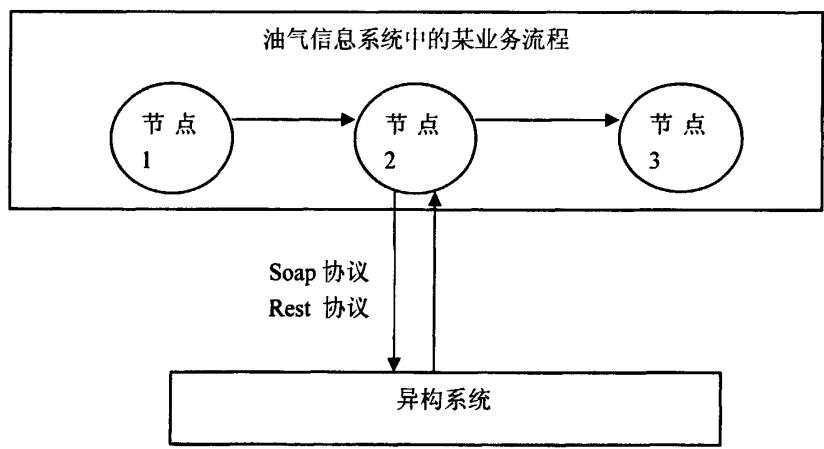 油气信息系统中的某业务流程
节 点
1
节 点
2
节 点
3
Soap 协议
Rest 协议
异构系统